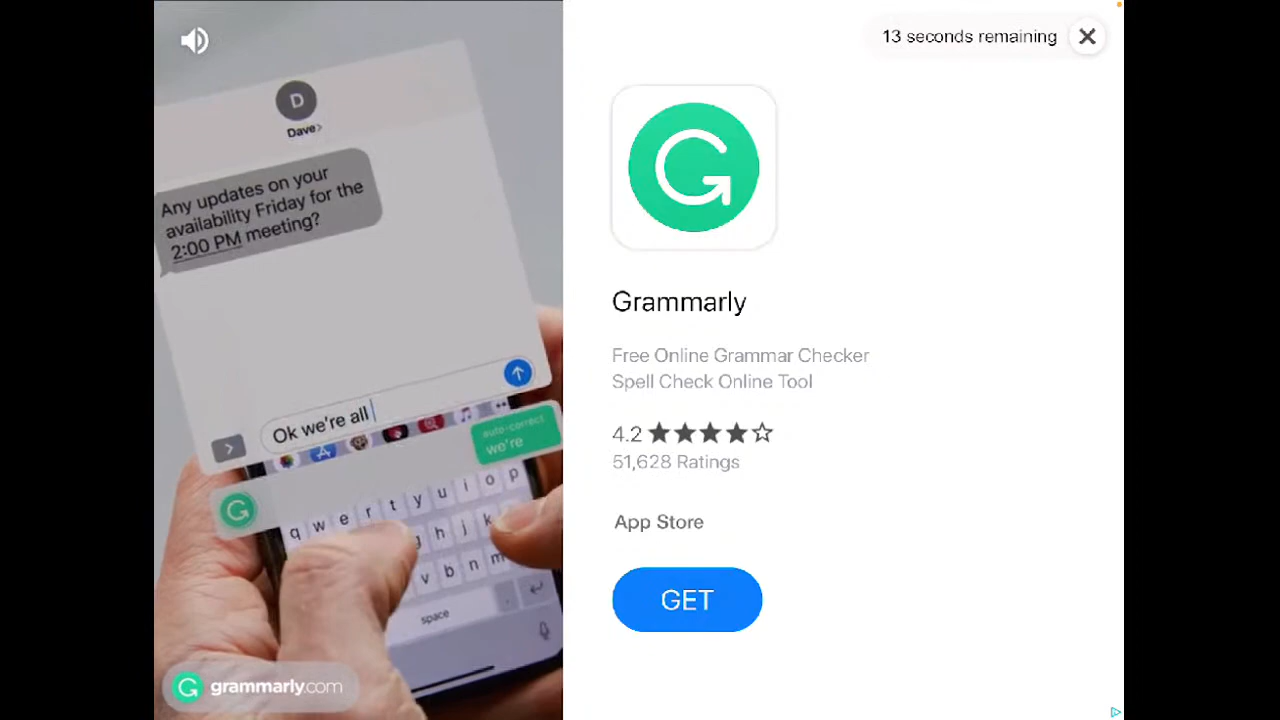 D
Dave>
Any updates on your
availability Friday for the
2:00 PM meeting?
Ok we're all
auto-correct
we're
q w e r t y u i o p
g h j k
v b n m
space
grammarly.com
13 seconds remaining
Grammarly
Free Online Grammar Checker
Spell Check Online Tool
4.2 ★★★★☆
51,628 Ratings
App Store
GET